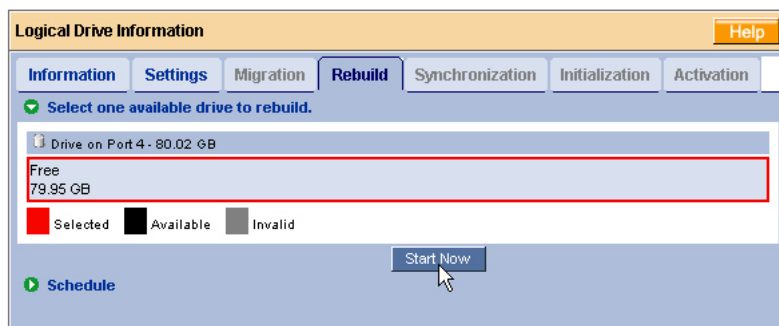 Logical Drive Information
Help
Information Settings Migration Rebuild Synchronization Initialization Activation
Select one available drive to rebuild.
Drive on Port 4 - 80.02 GB
Free
79.95 GB
Selected Available Invalid
Start Now
Schedule